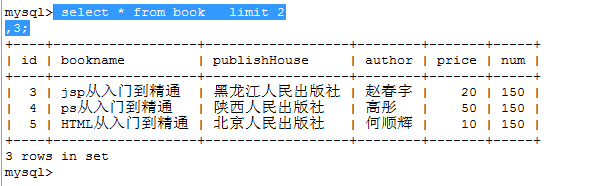 mysql> select * from book   limit 2
,3;
+----+------------------+------------------+--------+-------+-----+
| id | bookname         | publishHouse     | author | price | num |
+----+------------------+------------------+--------+-------+-----+
|  3 | jsp从入门到精通  | 黑龙江人民出版社 | 赵春宇 |    20 | 150 |
|  4 | ps从入门到精通   | 陕西人民出版社   | 高彤   |    50 | 150 |
|  5 | HTML从入门到精通 | 北京人民出版社   | 何顺辉 |    10 | 150 |
+----+------------------+------------------+--------+-------+-----+
3 rows in set
mysql>